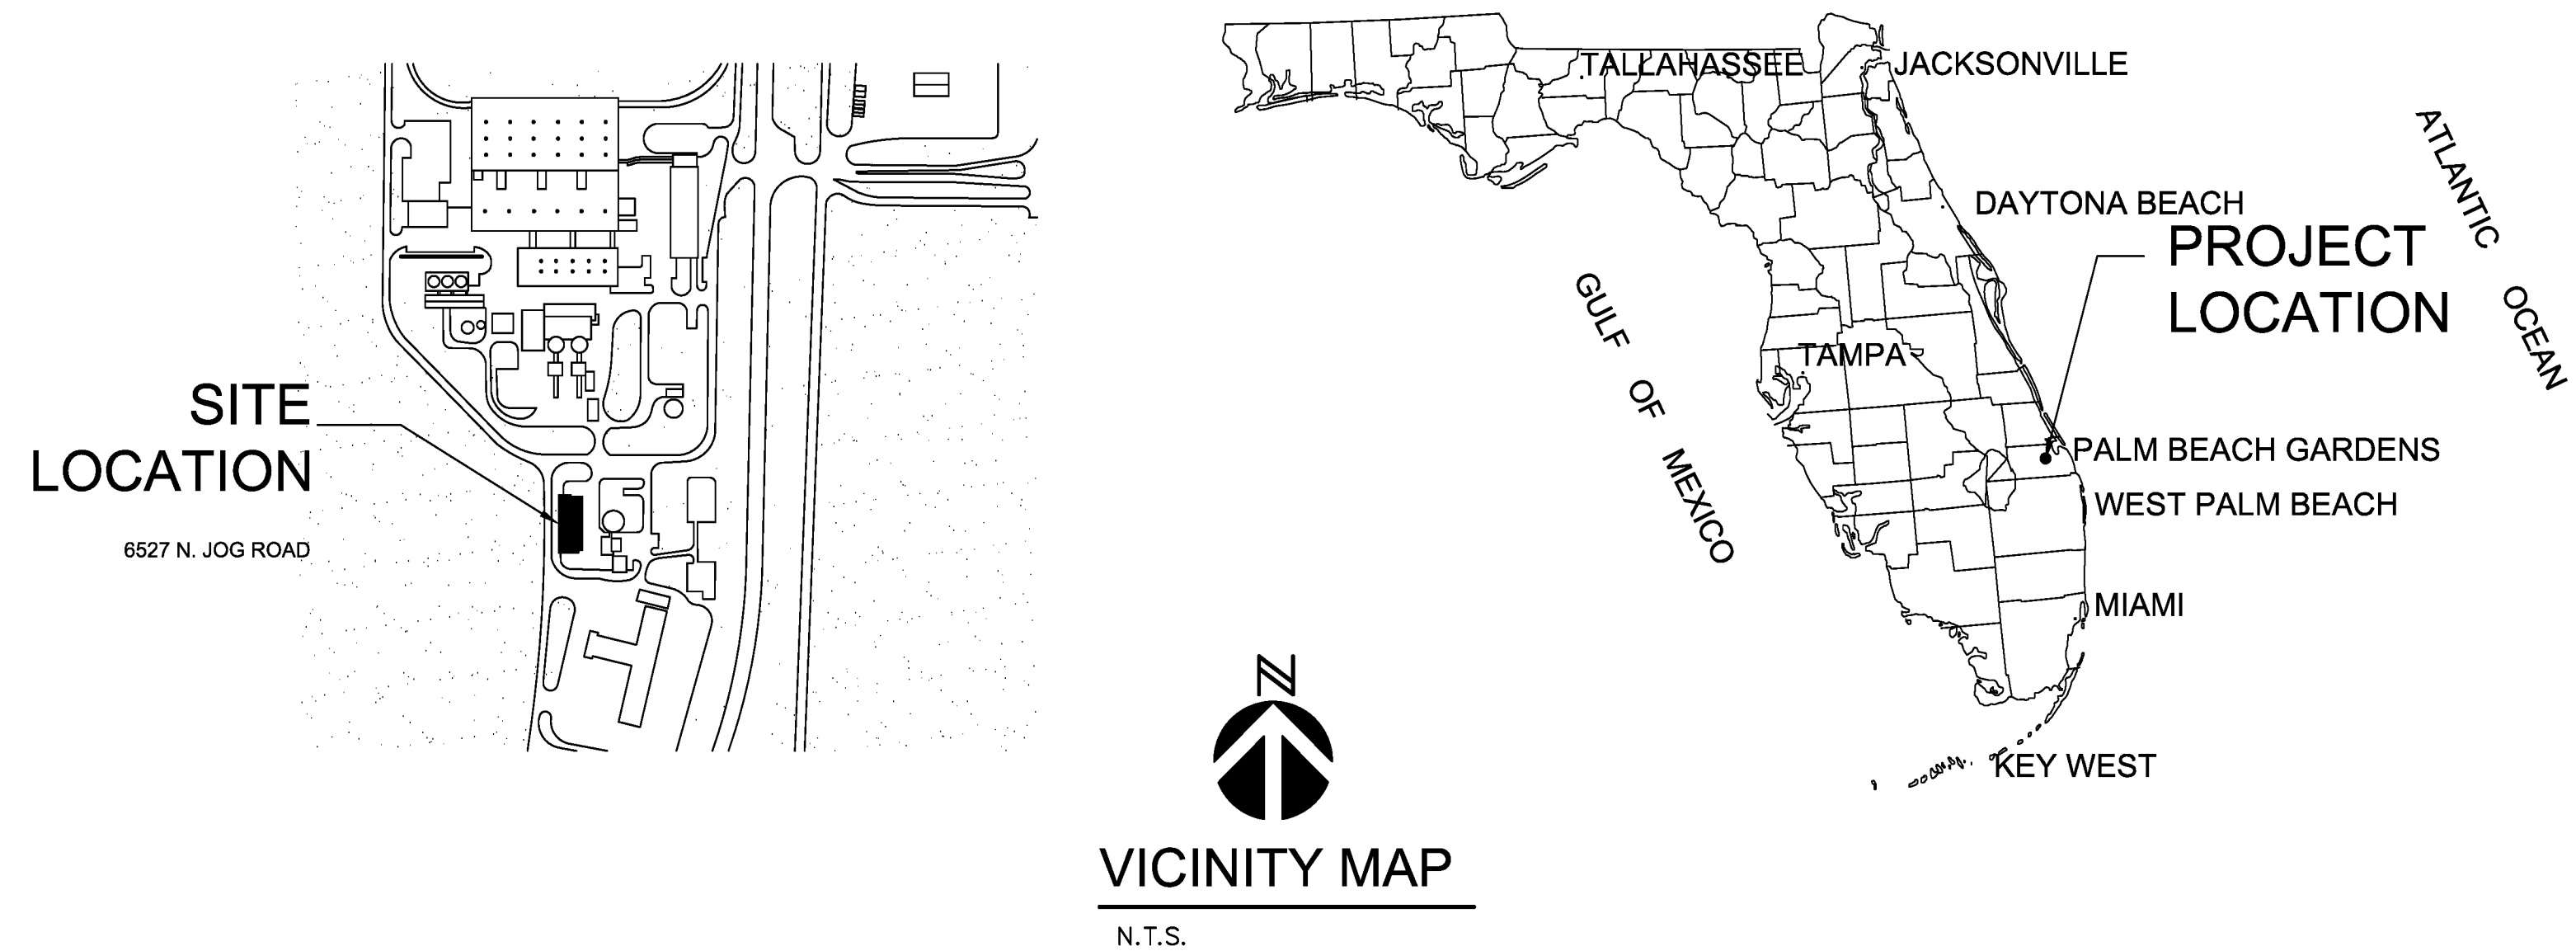 SITE
LOCATION
6527 N. JOG ROAD
TALLAHASSEE
JACKSONVILLE
DAYTONA BEACH
PROJECT
LOCATION
ATLANTIC OCEAN
GULF OF MEXICO
TAMPA
PALM BEACH GARDENS
WEST PALM BEACH
MIAMI
KEY WEST
N
VICINITY MAP
N.T.S.